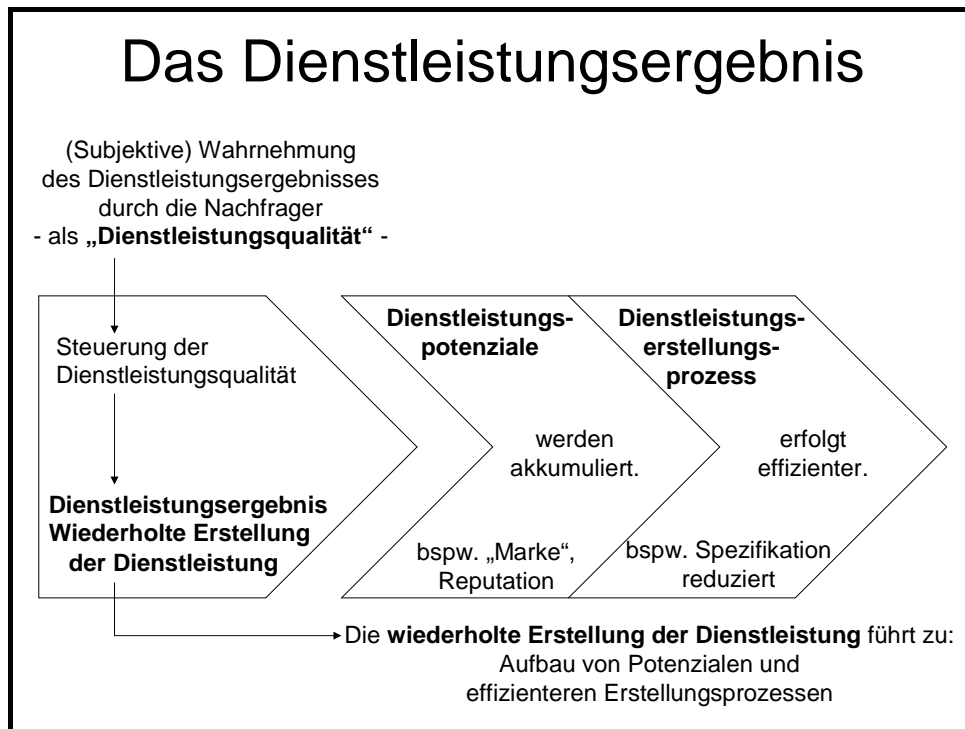 Das Dienstleistungsergebnis
(Subjektive) Wahrnehmung
des Dienstleistungsergebnisses
durch die Nachfrager
- als „Dienstleistungsqualität“ -
Steuerung der
Dienstleistungsqualität
Dienstleistungsergebnis
Wiederholte Erstellung
der Dienstleistung
Dienstleistungs-
potenziale
werden
akkumuliert.
bspw. „Marke“,
Reputation
Dienstleistungs-
erstellungs-
prozess
erfolgt
effizienter.
bspw. Spezifikation
reduziert
Die wiederholte Erstellung der Dienstleistung führt zu:
Aufbau von Potenzialen und
effizienteren Erstellungsprozessen